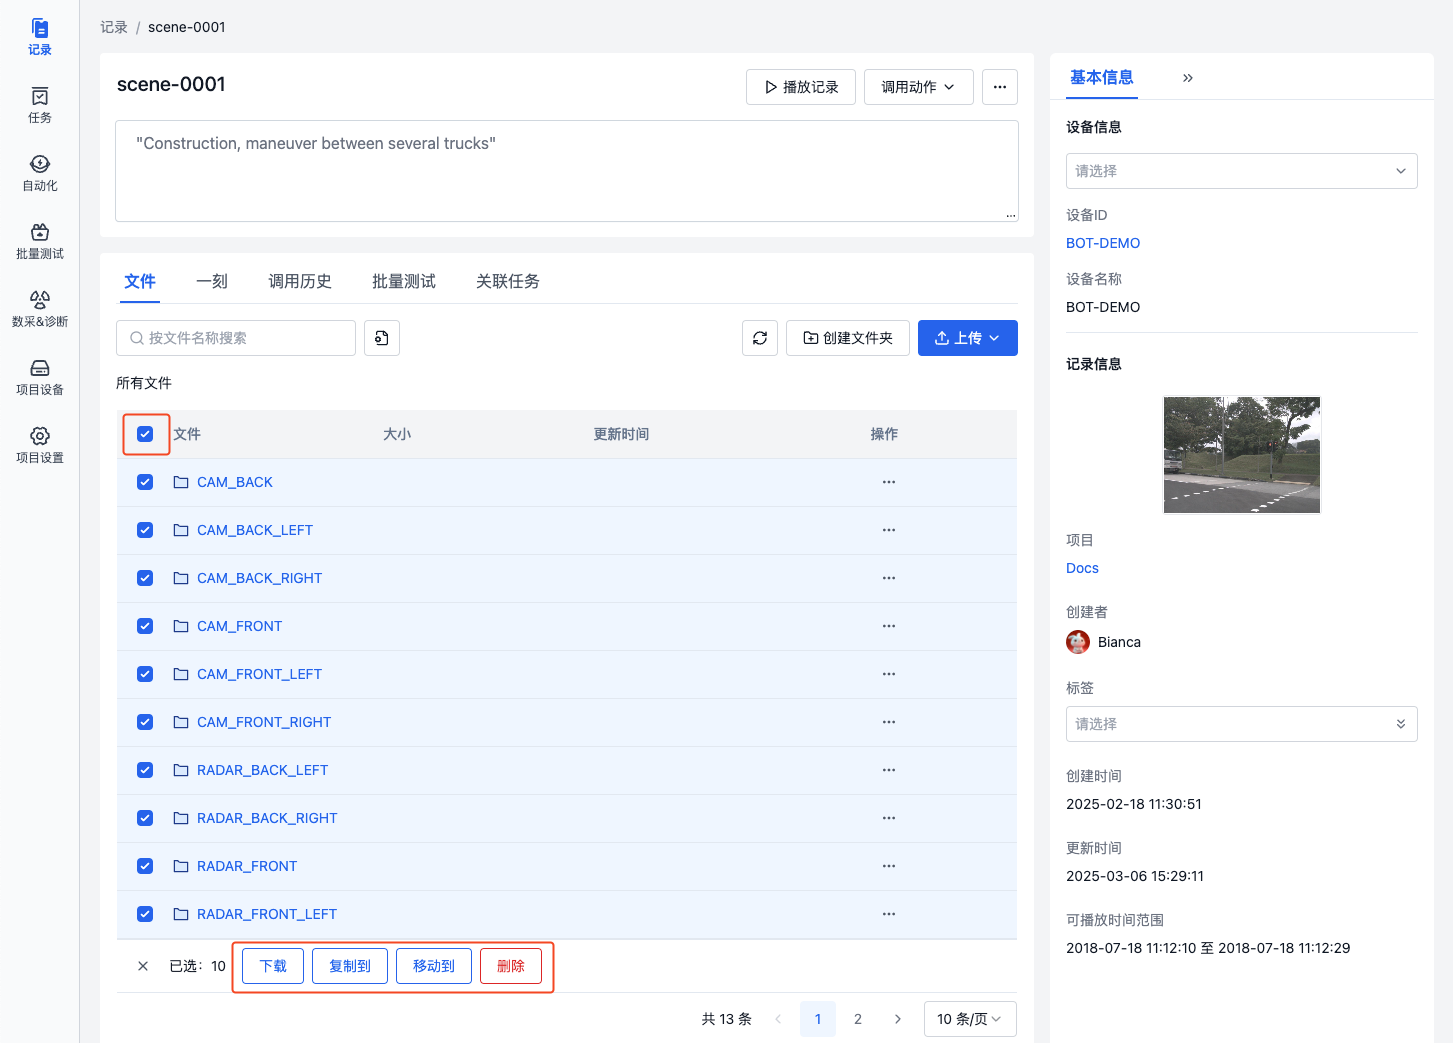 记录
任务
自动化
批量测试
数采&诊断
项目设备
项目设置
记录 / scene-0001
scene-0001
播放记录
调用动作
"Construction, maneuver between several trucks"
文件
一刻
调用历史
批量测试
关联任务
按文件名称搜索
创建文件夹
上传
所有文件
文件 大小 更新时间 操作
CAM_BACK
CAM_BACK_LEFT
CAM_BACK_RIGHT
CAM_FRONT
CAM_FRONT_LEFT
CAM_FRONT_RIGHT
RADAR_BACK_LEFT
RADAR_BACK_RIGHT
RADAR_FRONT
RADAR_FRONT_LEFT
已选：10 下载 复制到 移动到 删除
共 13 条 1 2 10 条/页
基本信息
设备信息
请选择
设备ID
BOT-DEMO
设备名称
BOT-DEMO
记录信息
项目
Docs
创建者
Bianca
标签
请选择
创建时间
2025-02-18 11:30:51
更新时间
2025-03-06 15:29:11
可播放时间范围
2018-07-18 11:12:10 至 2018-07-18 11:12:29